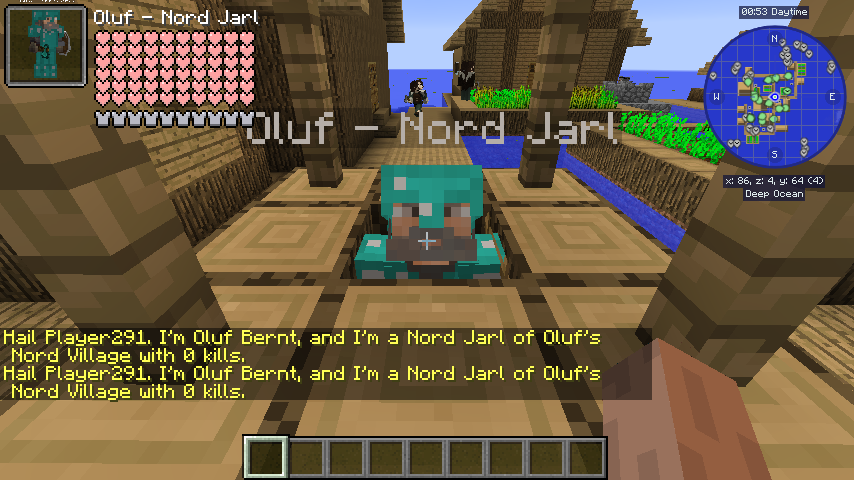 Oluf - Nord Jarl
00:53 Daytime
N
W
E
S
Oluf - Nord Jarl
x: 86, z: 4, y: 64 (4)
Deep Ocean
Hail Player291. I'm Oluf Bernt, and I'm a Nord Jarl of Oluf's
Nord Village with 0 kills.
Hail Player291. I'm Oluf Bernt, and I'm a Nord Jarl of Oluf's
Nord Village with 0 kills.